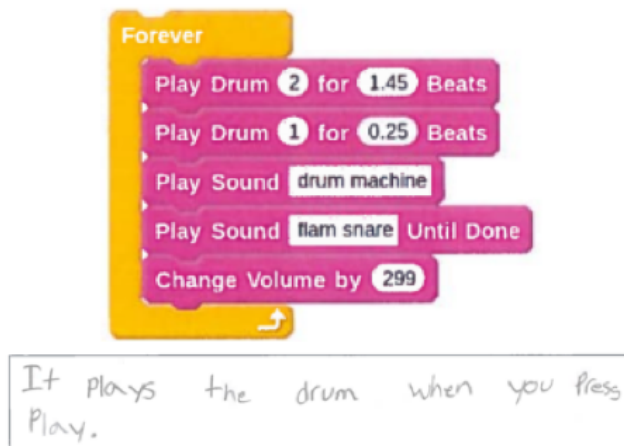 Forever
Play Drum 2 for 1.45 Beats
Play Drum 1 for 0.25 Beats
Play Sound drum machine
Play Sound flam snare Until Done
Change Volume by 299
It plays the drum when you Press
Play.